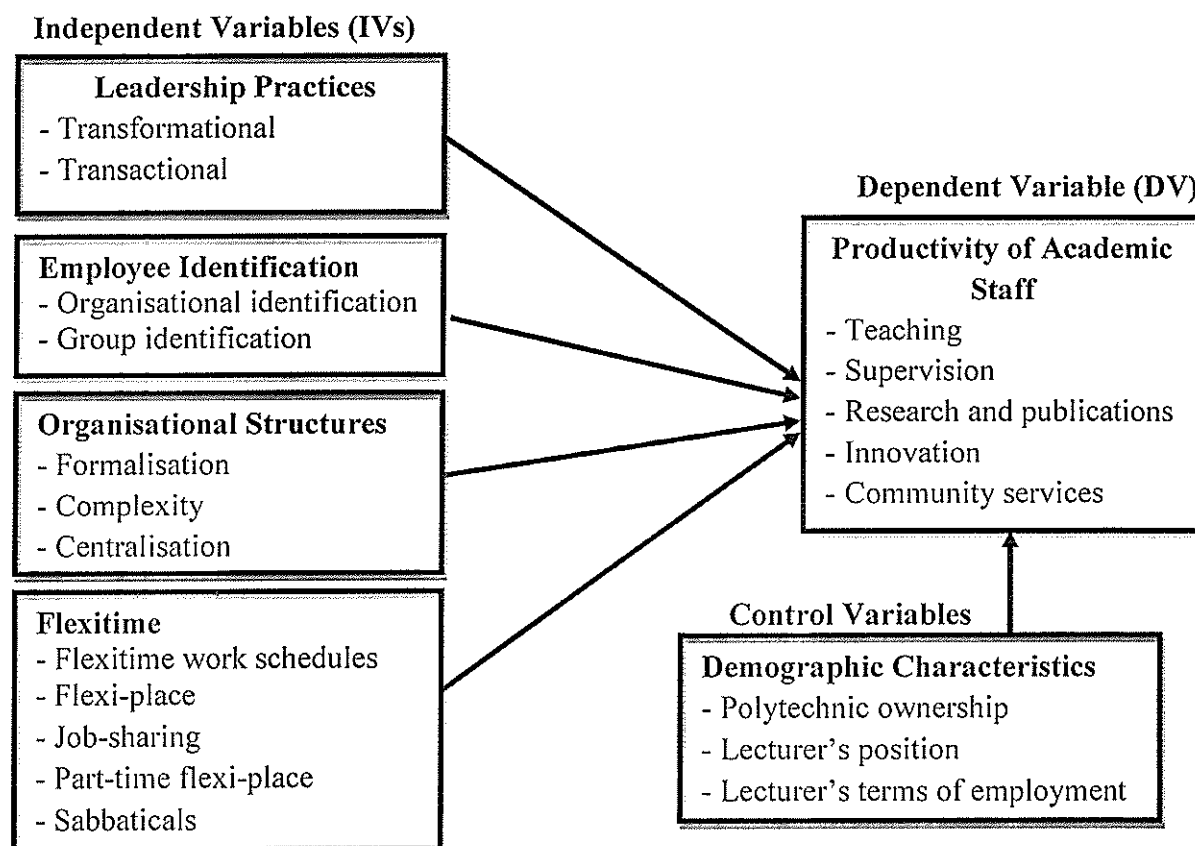 Independent Variables (IVs)
Leadership Practices
- Transformational
- Transactional
Employee Identification
- Organisational identification
- Group identification
Organisational Structures
- Formalisation
- Complexity
- Centralisation
Flexitime
- Flexitime work schedules
- Flexi-place
- Job-sharing
- Part-time flexi-place
- Sabbaticals
Dependent Variable (DV)
Productivity of Academic
Staff
- Teaching
- Supervision
- Research and publications
- Innovation
- Community services
Control Variables
Demographic Characteristics
- Polytechnic ownership
- Lecturer's position
- Lecturer's terms of employment